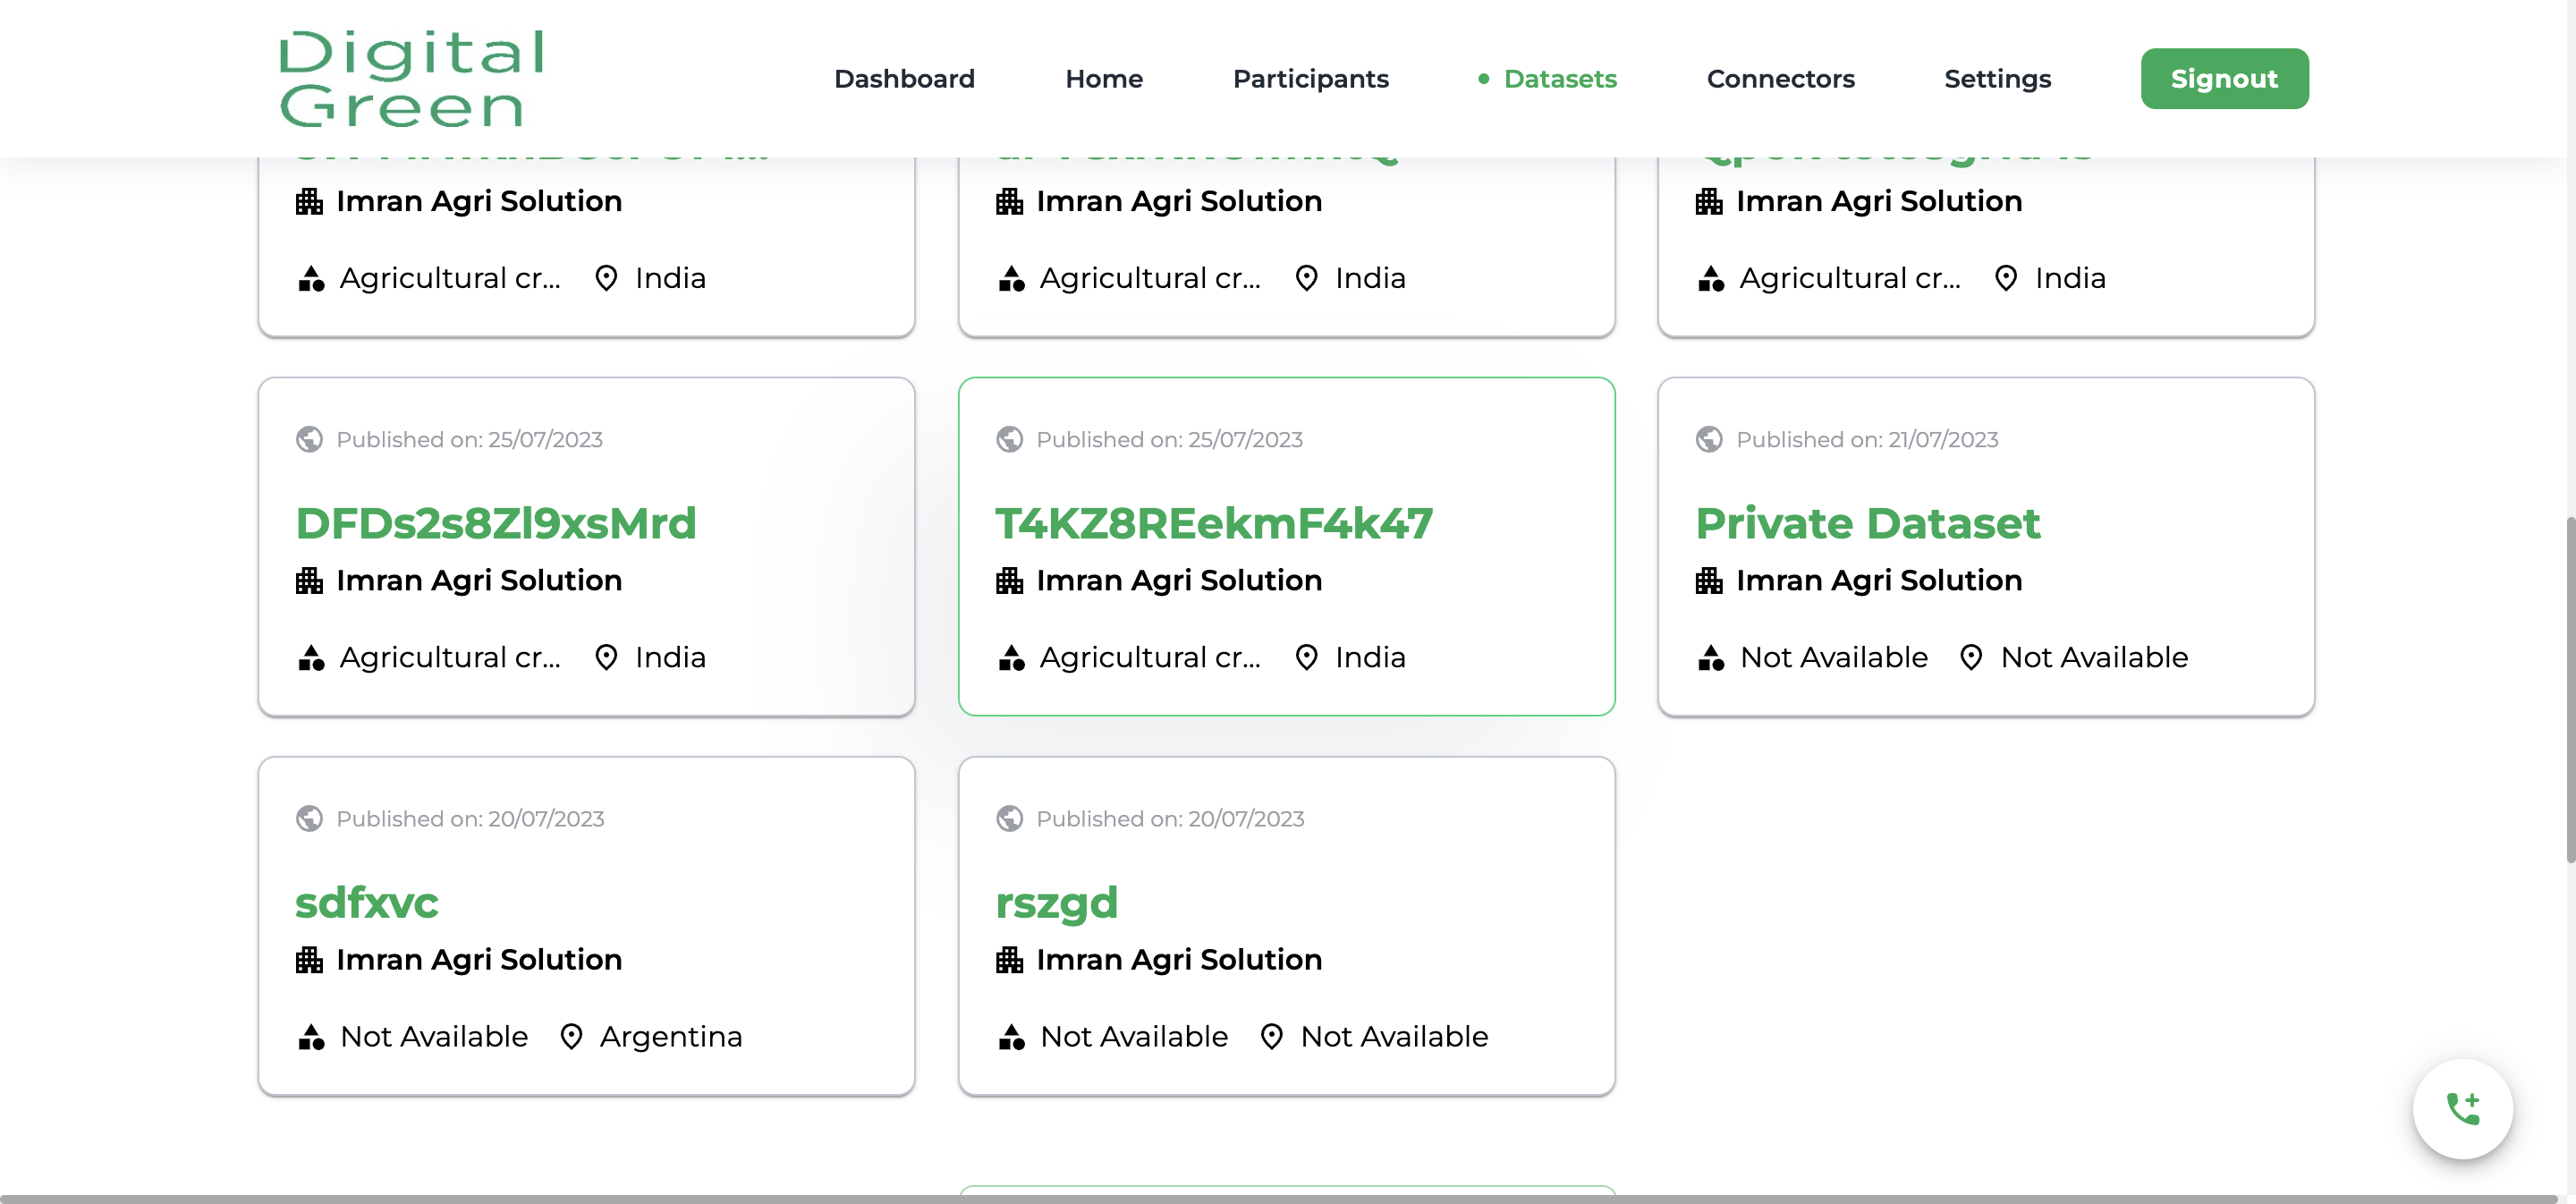 Digital
Green
Dashboard Home Participants Datasets Connectors Settings Signout
Imran Agri Solution Imran Agri Solution Imran Agri Solution
Agricultural cr... India Agricultural cr... India Agricultural cr... India
Published on: 25/07/2023 Published on: 25/07/2023 Published on: 21/07/2023
DFDs2s8Zl9xsMrd T4KZ8REekmF4k47 Private Dataset
Imran Agri Solution Imran Agri Solution Imran Agri Solution
Agricultural cr... India Agricultural cr... India Not Available Not Available
Published on: 20/07/2023 Published on: 20/07/2023
sdfxvc rszgd
Imran Agri Solution Imran Agri Solution
Not Available Argentina Not Available Not Available